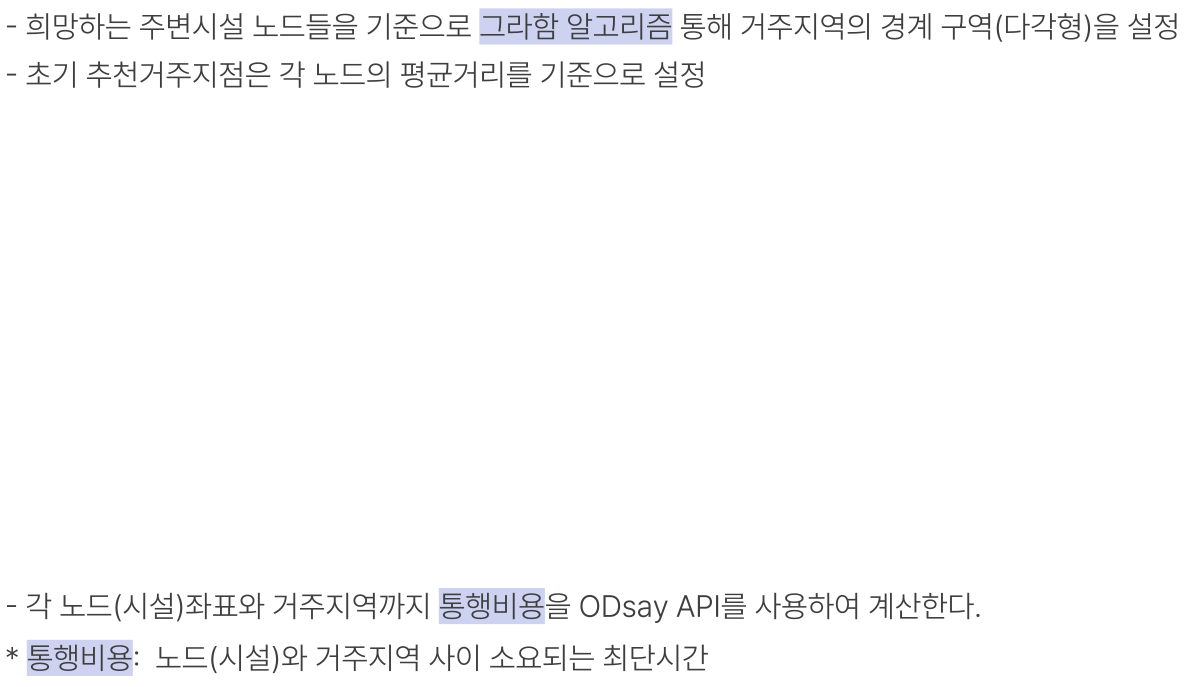 - 희망하는 주변시설 노드들을 기준으로 그라함 알고리즘 통해 거주지역의 경계 구역(다각형)을 설정
- 초기 추천거주지점은 각 노드의 평균거리를 기준으로 설정
- 각 노드(시설)좌표와 거주지역까지 통행비용을 ODsay API를 사용하여 계산한다.
* 통행비용: 노드(시설)와 거주지역 사이 소요되는 최단시간